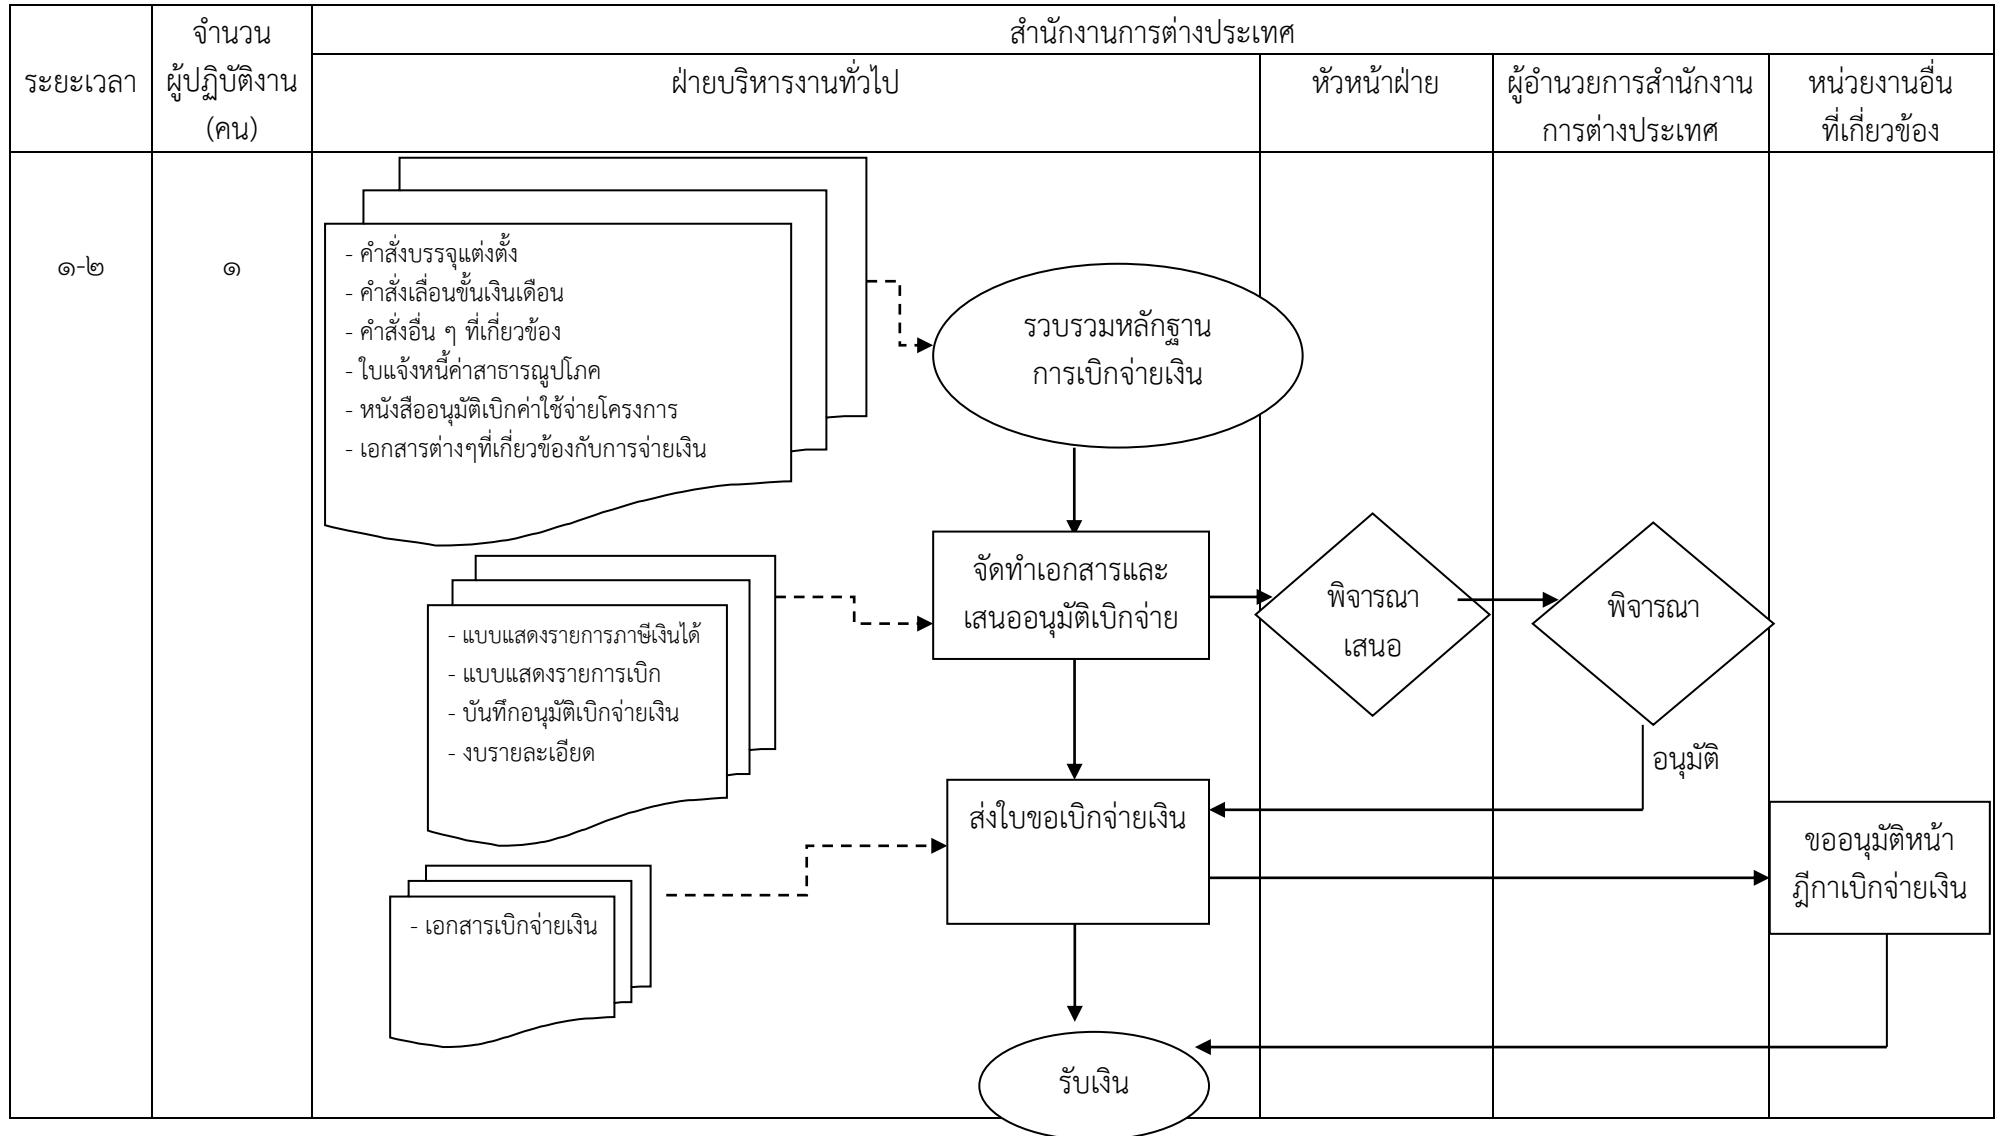 ระยะเวลา
จำนวน
ผู้ปฏิบัติงาน
(คน)
สำนักงานการต่างประเทศ
ฝ่ายบริหารงานทั่วไป
หัวหน้าฝ่าย
ผู้อำนวยการสำนักงาน
การต่างประเทศ
หน่วยงานอื่น
ที่เกี่ยวข้อง
๑-๒
๑
- คำสั่งบรรจุแต่งตั้ง
- คำสั่งเลื่อนขั้นเงินเดือน
- คำสั่งอื่น ๆ ที่เกี่ยวข้อง
- ใบแจ้งหนี้ค่าสาธารณูปโภค
- หนังสืออนุมัติเบิกค่าใช้จ่ายโครงการ
- เอกสารต่างๆที่เกี่ยวข้องกับการจ่ายเงิน
รวบรวมหลักฐาน
การเบิกจ่ายเงิน
- แบบแสดงรายการภาษีเงินได้
- แบบแสดงรายการเบิก
- บันทึกอนุมัติเบิกจ่ายเงิน
- งบรายละเอียด
จัดทำเอกสารและ
เสนออนุมัติเบิกจ่าย
พิจารณา
เสนอ
พิจารณา
อนุมัติ
- เอกสารเบิกจ่ายเงิน
ส่งใบขอเบิกจ่ายเงิน
ขออนุมัติหน้า
ฎีกาเบิกจ่ายเงิน
รับเงิน